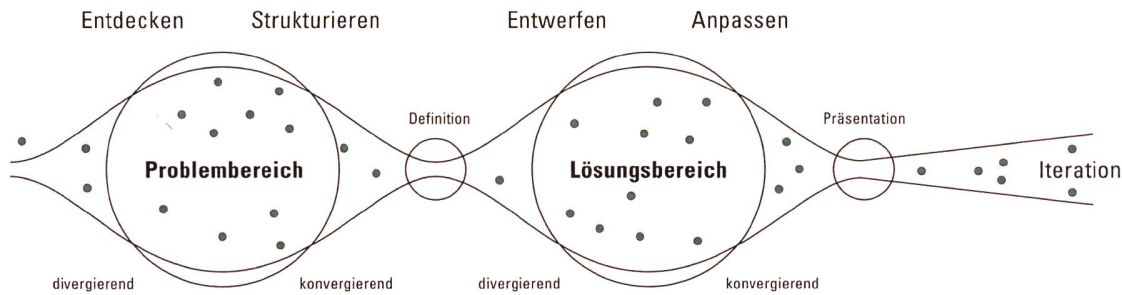 Entdecken Strukturieren Entwerfen Anpassen
Definition Präsentation
Problembereich Lösungsbereich Iteration
divergierend konvergierend divergierend konvergierend